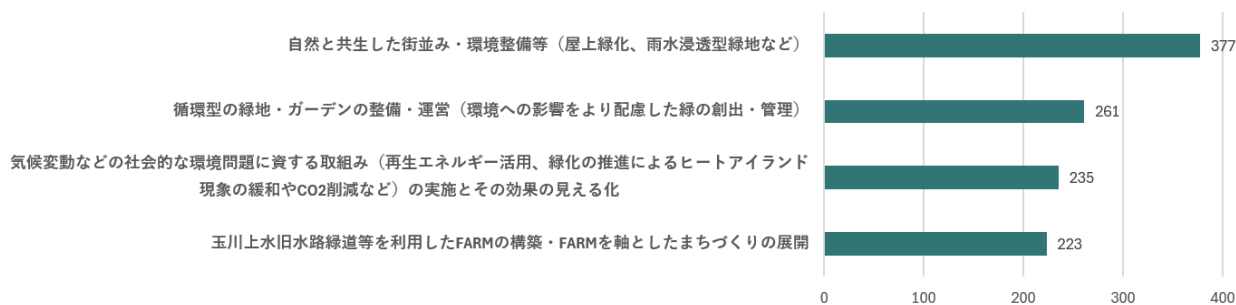 自然と共生した街並み・環境整備等（屋上緑化、雨水浸透型緑地など）
377
循環型の緑地・ガーデンの整備・運営（環境への影響をより配慮した緑の創出・管理）
261
気候変動などの社会的な環境問題に資する取組み（再生エネルギー活用、緑化の推進によるヒートアイランド
現象の緩和やCO2削減など）の実施とその効果の見える化
235
玉川上水旧水路緑道等を利用したFARMの構築・FARMを軸としたまちづくりの展開
223
0 100 200 300 400